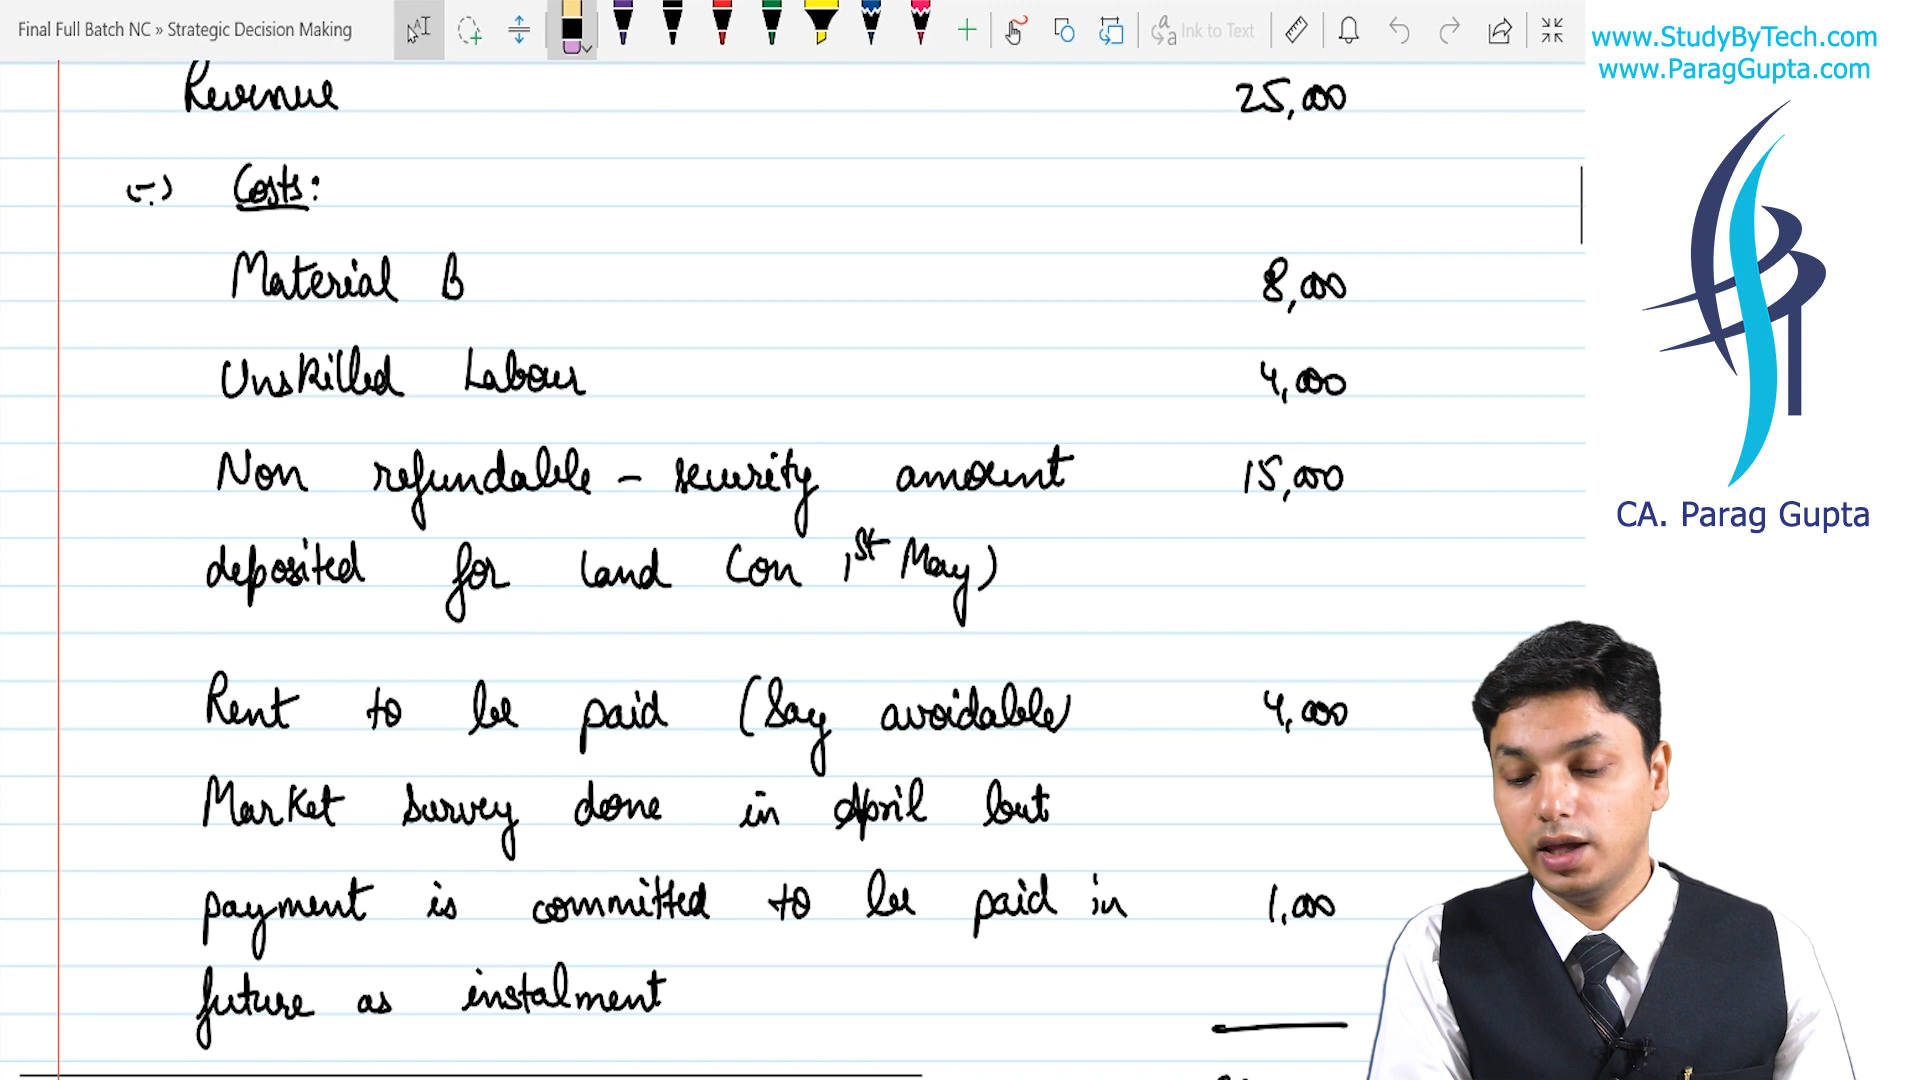 Final Full Batch NC » Strategic Decision Making
Ink to Text
www.StudyByTech.com
www.ParagGupta.com
Revenue 25,000
(-) Costs:
Material B 8,000
Unskilled Labour 4,000
Non refundable - security amount 15,000
deposited for land (on 1st May)
Rent to be paid (Say avoidable) 4,000
Market survey done in April but
payment is committed to be paid in 1,000
future as instalment
CA. Parag Gupta